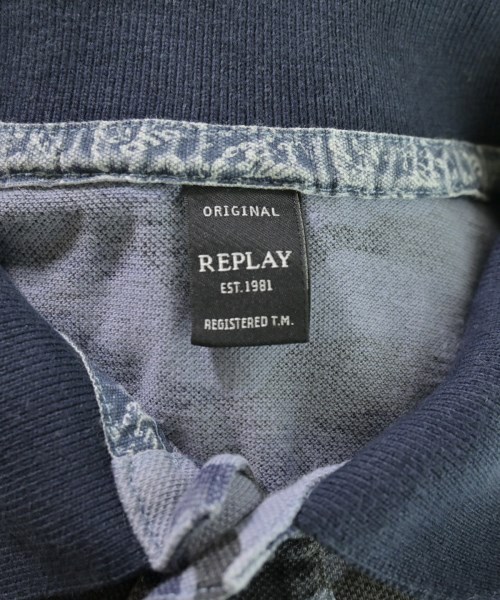 ORIGINAL
REPLAY
EST.1981
REGISTERED T.M.